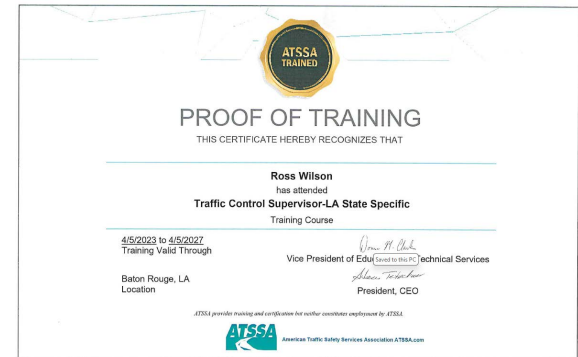 ATSSA
TRAINED
PROOF OF TRAINING
THIS CERTIFICATE HEREBY RECOGNIZES THAT
Ross Wilson
has attended
Traffic Control Supervisor-LA State Specific
Training Course
4/5/2023 to 4/5/2027
Training Valid Through
Vice President of Edu Saved to this PC echnical Services
Baton Rouge, LA
Location
President, CEO
ATSSA provides training and certification but neither constitutes employment by ATSSA.
ATSSA
American Traffic Safety Services Association ATSSA.com